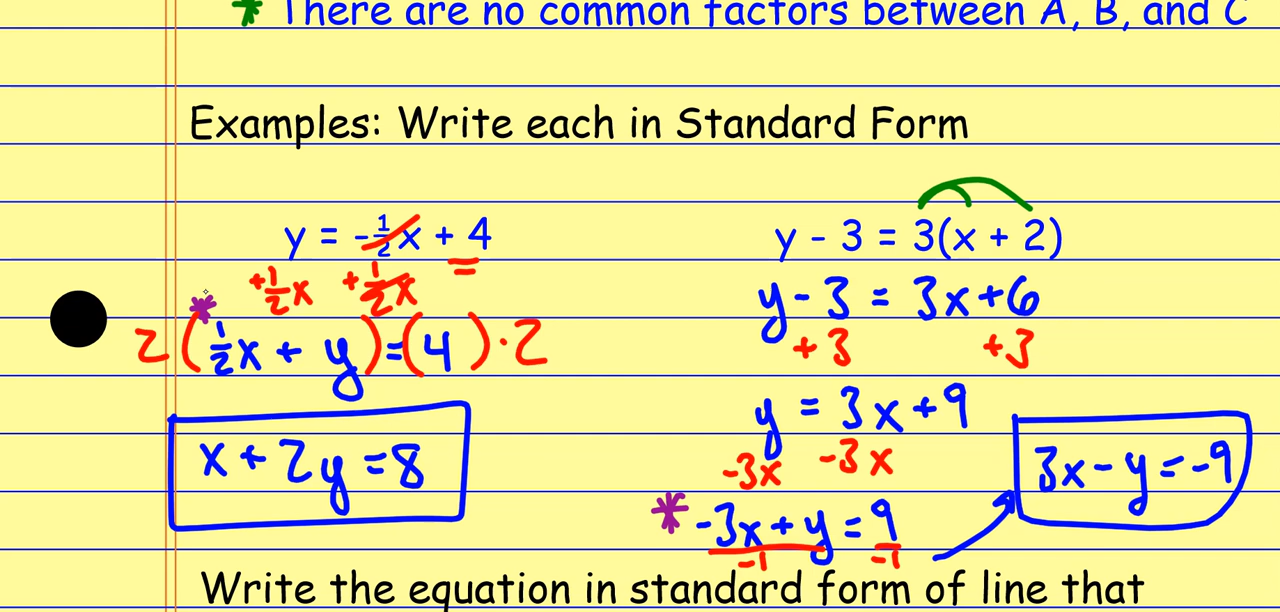 * There are no common factors between A, B, and C
Examples: Write each in Standard Form
y = -1/2x + 4
+1/2x +1/2x
* 2(1/2x + y) = (4)·2
x + 2y = 8
y - 3 = 3(x + 2)
y - 3 = 3x + 6
+3 +3
y = 3x + 9
-3x -3x
* -3x + y = 9
-1 -1
3x - y = -9
Write the equation in standard form of line that